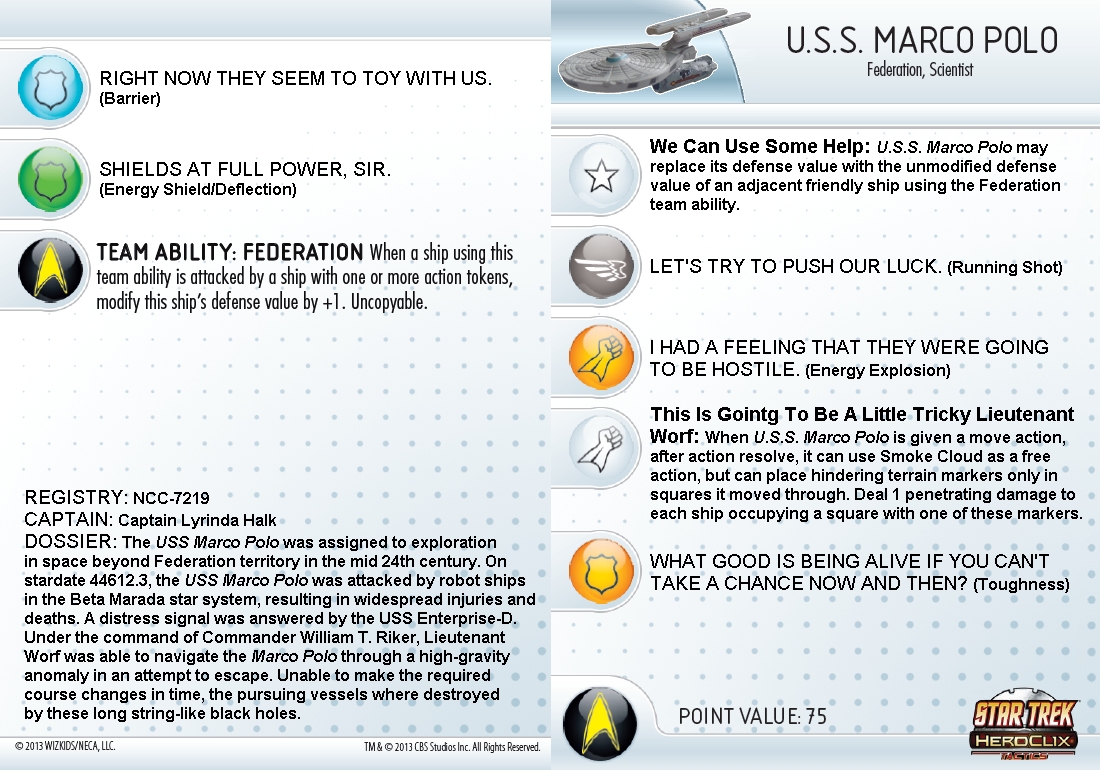 RIGHT NOW THEY SEEM TO TOY WITH US.
(Barrier)
SHIELDS AT FULL POWER, SIR.
(Energy Shield/Deflection)
TEAM ABILITY: FEDERATION When a ship using this
team ability is attacked by a ship with one or more action tokens,
modify this ship's defense value by +1. Uncopyable.
REGISTRY: NCC-7219
CAPTAIN: Captain Lyrinda Halk
DOSSIER: The USS Marco Polo was assigned to exploration
in space beyond Federation territory in the mid 24th century. On
stardate 44612.3, the USS Marco Polo was attacked by robot ships
in the Beta Marada star system, resulting in widespread injuries and
deaths. A distress signal was answered by the USS Enterprise-D.
Under the command of Commander William T. Riker, Lieutenant
Worf was able to navigate the Marco Polo through a high-gravity
anomaly in an attempt to escape. Unable to make the required
course changes in time, the pursuing vessels where destroyed
by these long string-like black holes.
© 2013 WIZKIDS/NECA, LLC.
TM & © 2013 CBS Studios Inc. All Rights Reserved.
U.S.S. MARCO POLO
Federation, Scientist
We Can Use Some Help: U.S.S. Marco Polo may
replace its defense value with the unmodified defense
value of an adjacent friendly ship using the Federation
team ability.
LET'S TRY TO PUSH OUR LUCK. (Running Shot)
I HAD A FEELING THAT THEY WERE GOING
TO BE HOSTILE. (Energy Explosion)
This Is Gointg To Be A Little Tricky Lieutenant
Worf: When U.S.S. Marco Polo is given a move action,
after action resolve, it can use Smoke Cloud as a free
action, but can place hindering terrain markers only in
squares it moved through. Deal 1 penetrating damage to
each ship occupying a square with one of these markers.
WHAT GOOD IS BEING ALIVE IF YOU CAN'T
TAKE A CHANCE NOW AND THEN? (Toughness)
POINT VALUE: 75
STAR TREK
HEROCLIX
TACTICS